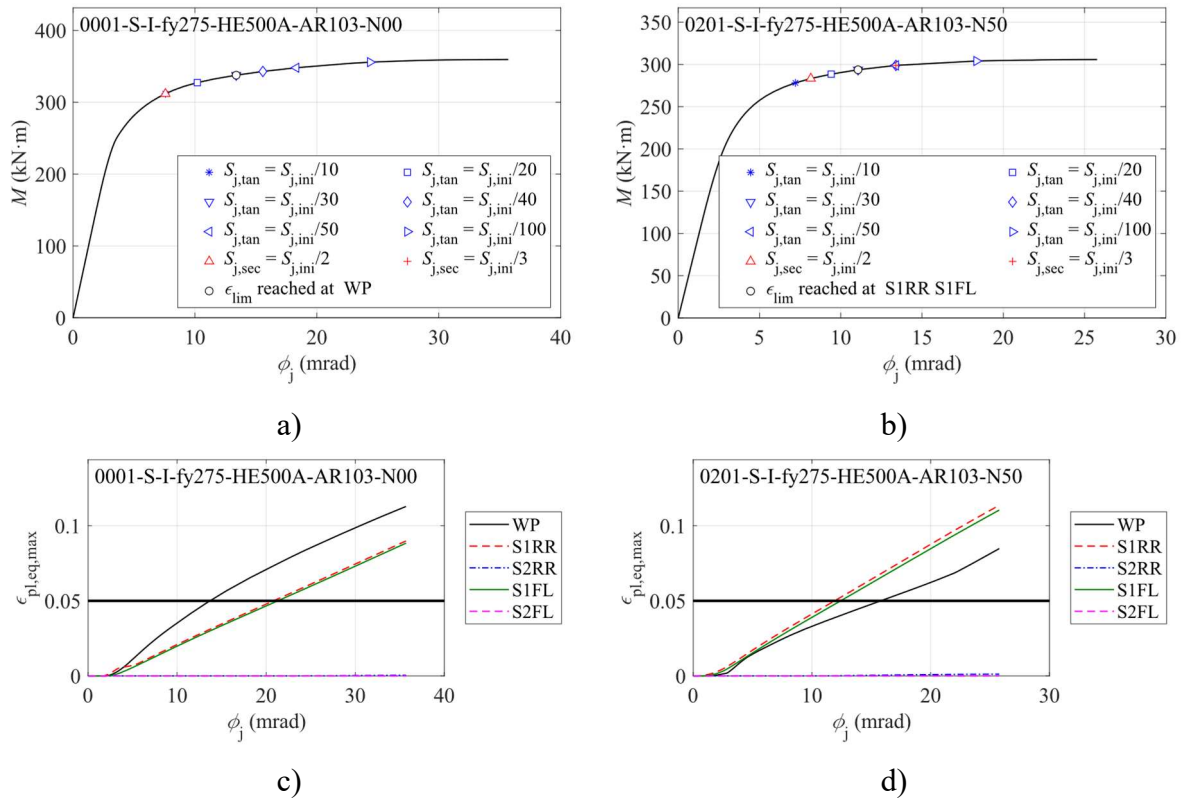 0001-S-I-fy275-HE500A-AR103-N00
400
300
200
100
0
M (kN·m)
S_j,tan = S_j,ini/10
S_j,tan = S_j,ini/20
S_j,tan = S_j,ini/30
S_j,tan = S_j,ini/40
S_j,tan = S_j,ini/50
S_j,tan = S_j,ini/100
S_j,sec = S_j,ini/2
S_j,sec = S_j,ini/3
ϵ_lim reached at WP
0 10 20 30 40
ϕ_j (mrad)
a)
0201-S-I-fy275-HE500A-AR103-N50
350
300
250
200
150
100
50
0
M (kN·m)
S_j,tan = S_j,ini/10
S_j,tan = S_j,ini/20
S_j,tan = S_j,ini/30
S_j,tan = S_j,ini/40
S_j,tan = S_j,ini/50
S_j,tan = S_j,ini/100
S_j,sec = S_j,ini/2
S_j,sec = S_j,ini/3
ϵ_lim reached at S1RR S1FL
0 5 10 15 20 25 30
ϕ_j (mrad)
b)
0001-S-I-fy275-HE500A-AR103-N00
0.1
0.05
0
ϵ_pl,eq,max
0 10 20 30 40
ϕ_j (mrad)
WP
S1RR
S2RR
S1FL
S2FL
c)
0201-S-I-fy275-HE500A-AR103-N50
0.1
0.05
0
ϵ_pl,eq,max
0 10 20 30
ϕ_j (mrad)
WP
S1RR
S2RR
S1FL
S2FL
d)